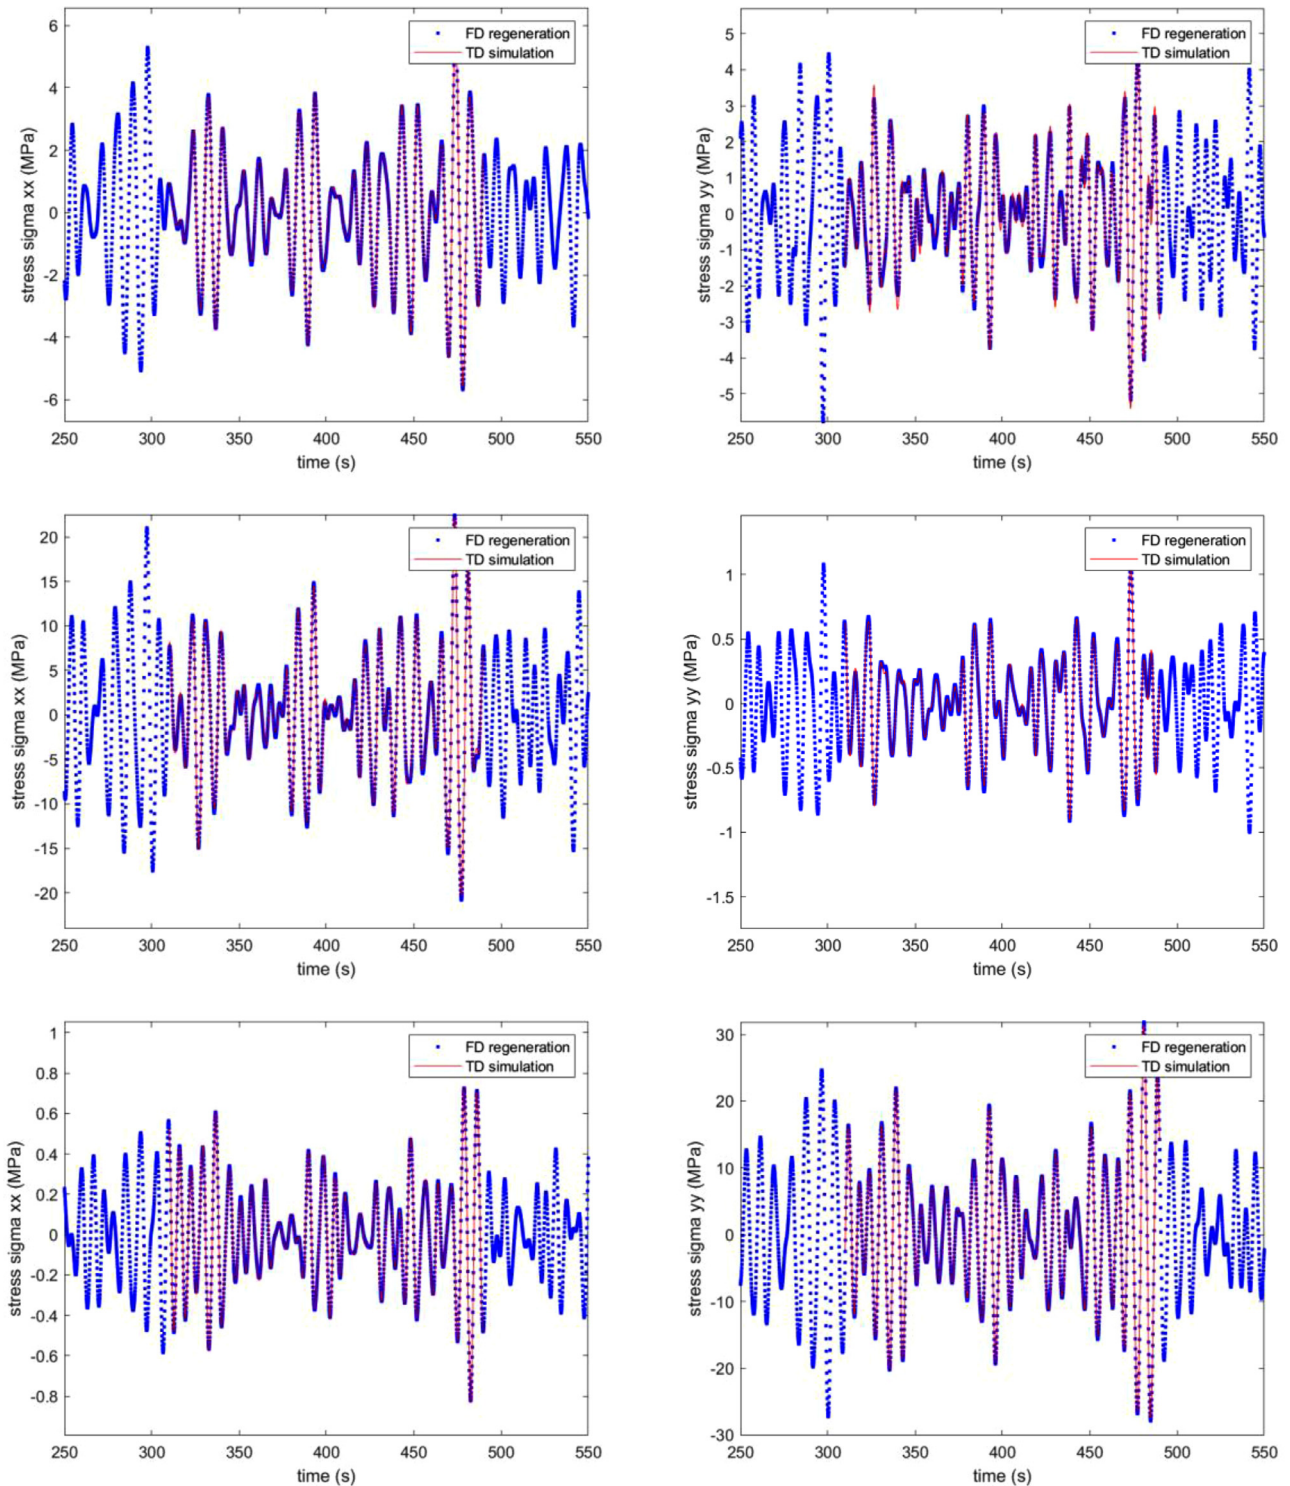 FD regeneration
TD simulation
stress sigma xx (MPa)
6
4
2
0
-2
-4
-6
250 300 350 400 450 500 550
time (s)
FD regeneration
TD simulation
stress sigma yy (MPa)
5
4
3
2
1
0
-1
-2
-3
-4
-5
250 300 350 400 450 500 550
time (s)
FD regeneration
TD simulation
stress sigma xx (MPa)
20
15
10
5
0
-5
-10
-15
-20
250 300 350 400 450 500 550
time (s)
FD regeneration
TD simulation
stress sigma yy (MPa)
1
0.5
0
-0.5
-1
-1.5
250 300 350 400 450 500 550
time (s)
FD regeneration
TD simulation
stress sigma xx (MPa)
1
0.8
0.6
0.4
0.2
0
-0.2
-0.4
-0.6
-0.8
250 300 350 400 450 500 550
time (s)
FD regeneration
TD simulation
stress sigma yy (MPa)
30
20
10
0
-10
-20
-30
250 300 350 400 450 500 550
time (s)